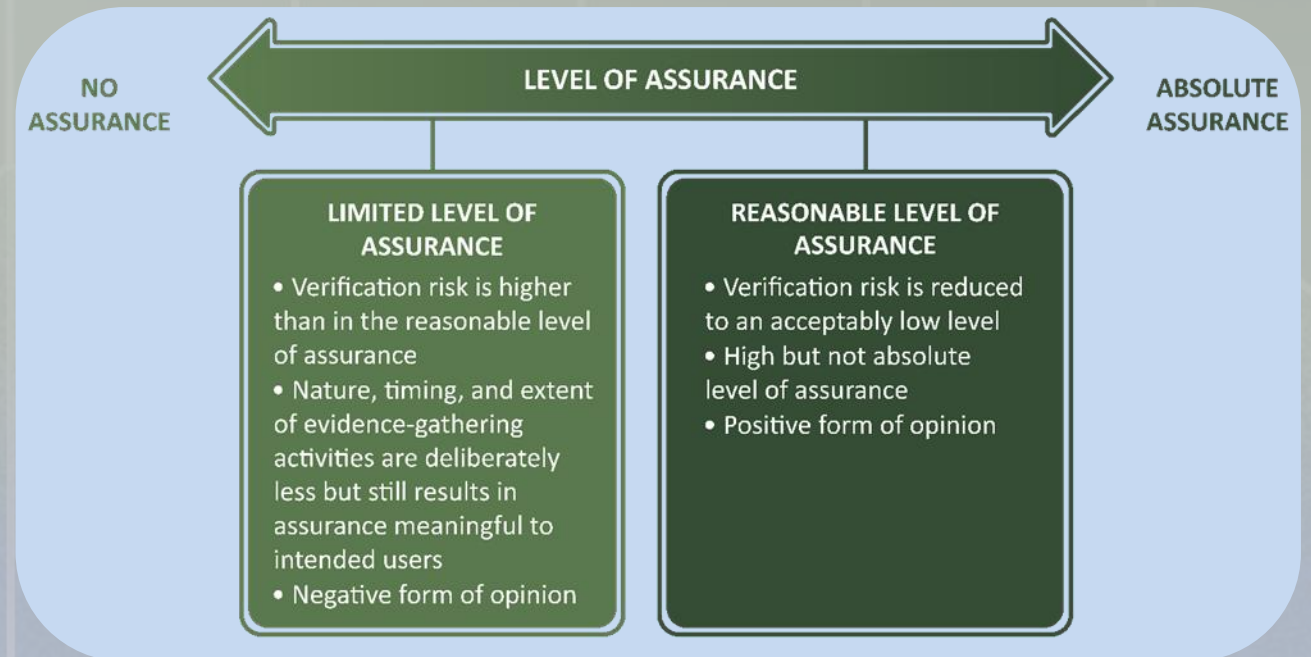 LEVEL OF ASSURANCE
NO
ASSURANCE
ABSOLUTE
ASSURANCE
LIMITED LEVEL OF
ASSURANCE
• Verification risk is higher
than in the reasonable level
of assurance
• Nature, timing, and extent
of evidence-gathering
activities are deliberately
less but still results in
assurance meaningful to
intended users
• Negative form of opinion
REASONABLE LEVEL OF
ASSURANCE
• Verification risk is reduced
to an acceptably low level
• High but not absolute
level of assurance
• Positive form of opinion